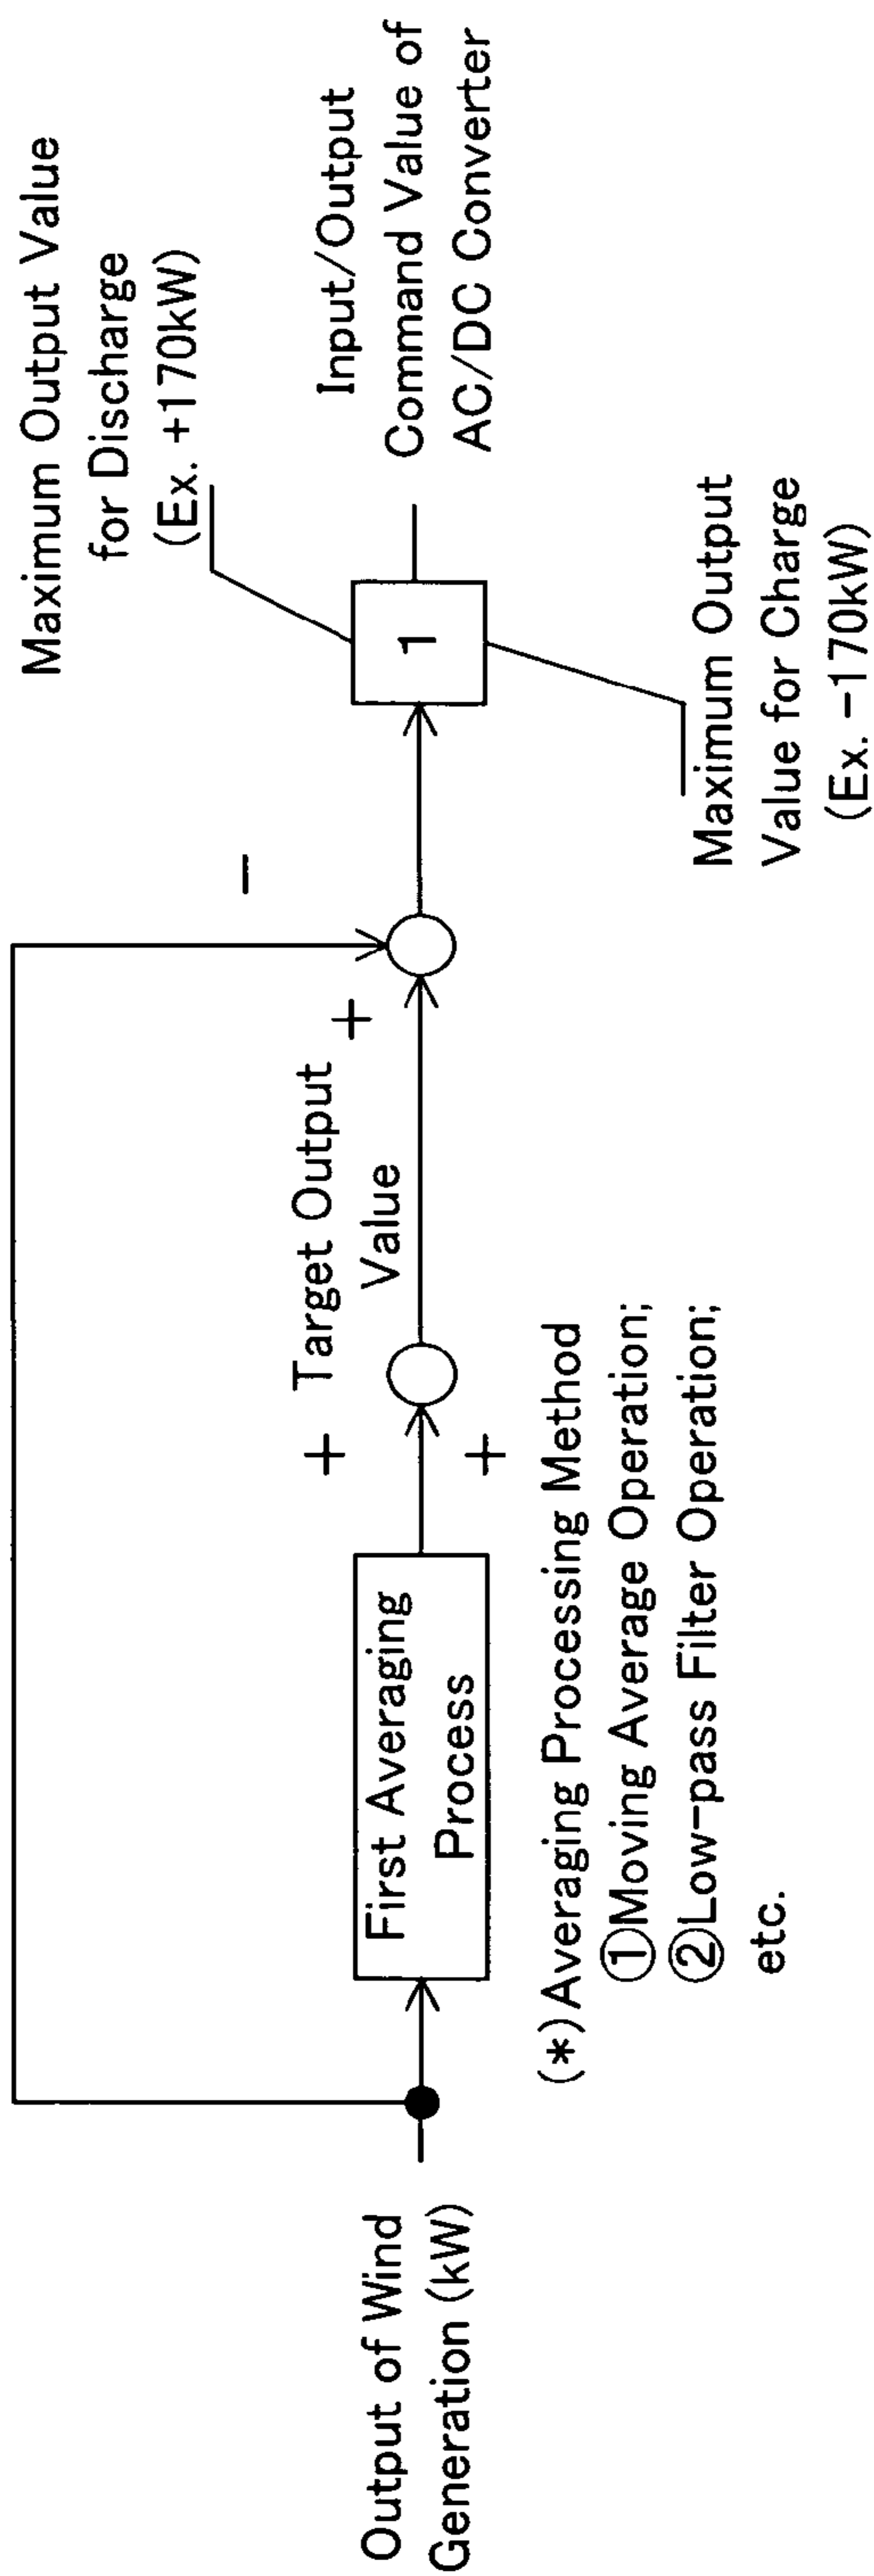 Output of Wind
Generation (kW)
First Averaging
Process
(*)Averaging Processing Method
①Moving Average Operation;
②Low-pass Filter Operation;
etc.
+
+
Target Output
Value
+
-
1
Maximum Output Value
for Discharge
(Ex. +170kW)
Maximum Output
Value for Charge
(Ex. -170kW)
Input/Output
Command Value of
AC/DC Converter